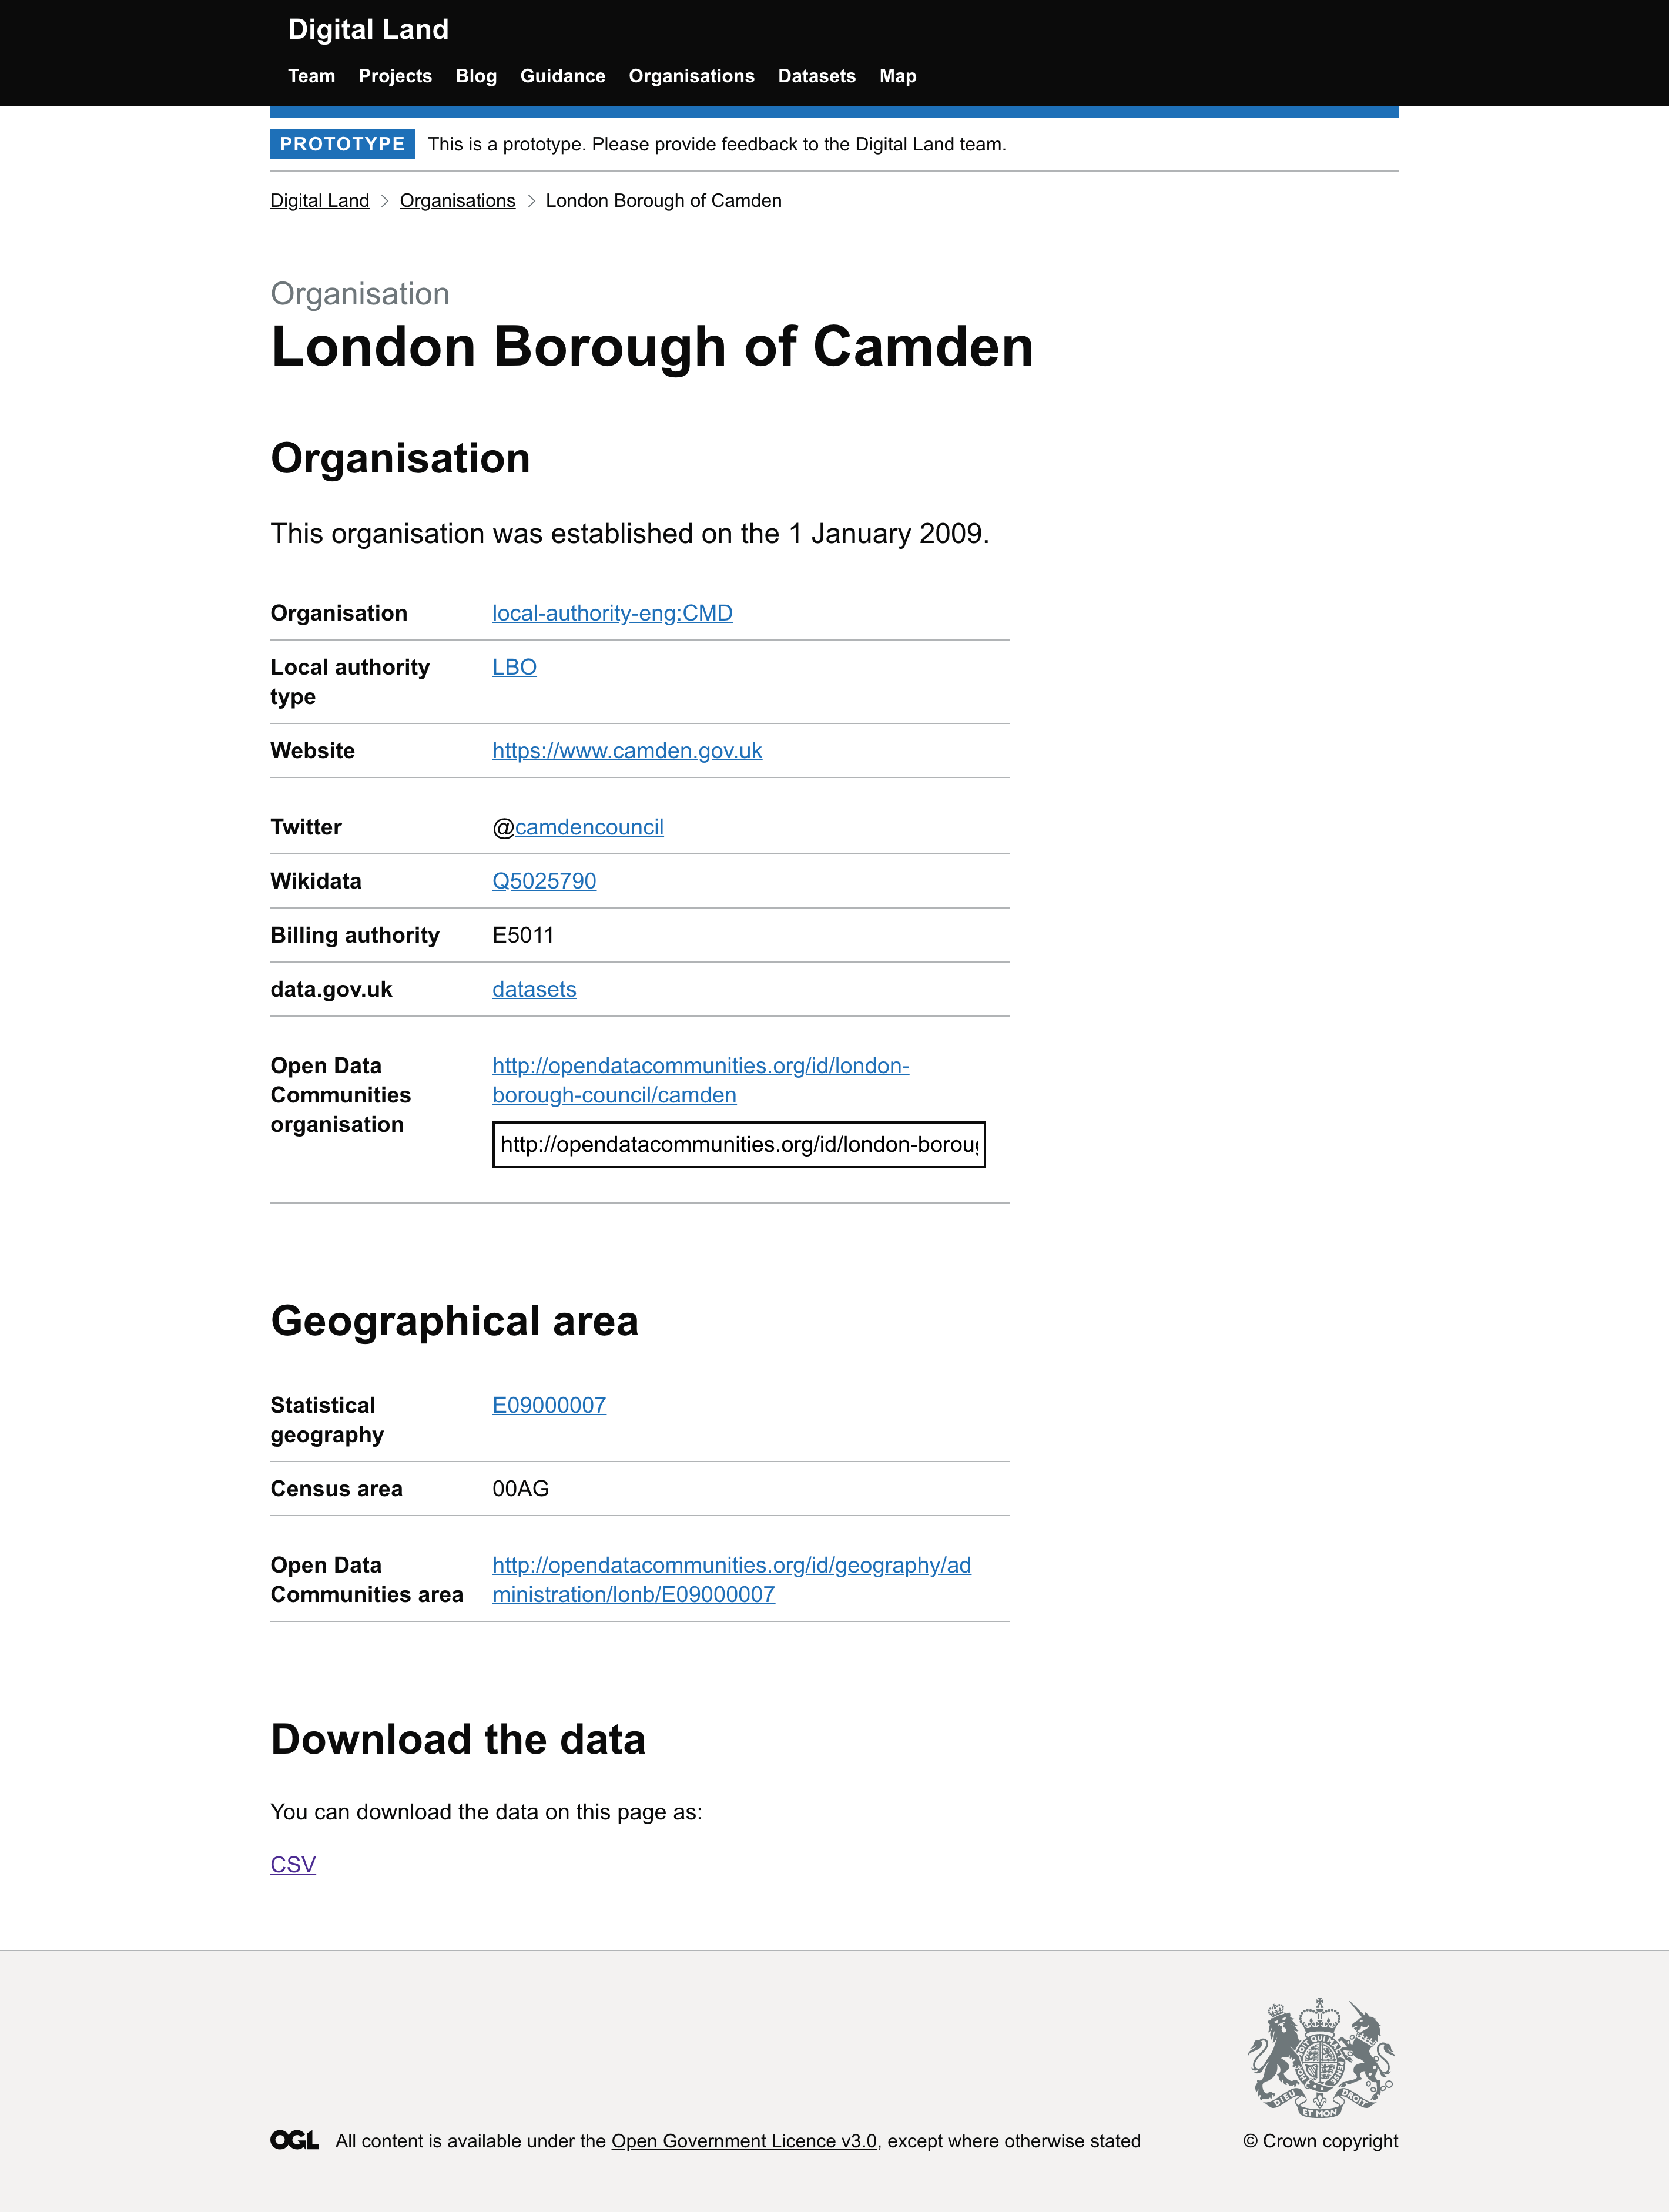 Digital Land
Team Projects Blog Guidance Organisations Datasets Map
PROTOTYPE This is a prototype. Please provide feedback to the Digital Land team.
Digital Land > Organisations > London Borough of Camden
Organisation
London Borough of Camden
Organisation
This organisation was established on the 1 January 2009.
Organisation local-authority-eng:CMD
Local authority type LBO
Website https://www.camden.gov.uk
Twitter @camdencouncil
Wikidata Q5025790
Billing authority E5011
data.gov.uk datasets
Open Data Communities organisation
http://opendatacommunities.org/id/london-
borough-council/camden
http://opendatacommunities.org/id/london-boroug
Geographical area
Statistical geography E09000007
Census area 00AG
Open Data Communities area
http://opendatacommunities.org/id/geography/ad
ministration/lonb/E09000007
Download the data
You can download the data on this page as:
CSV
DIEU ET MON DROIT
OGL All content is available under the Open Government Licence v3.0, except where otherwise stated
© Crown copyright